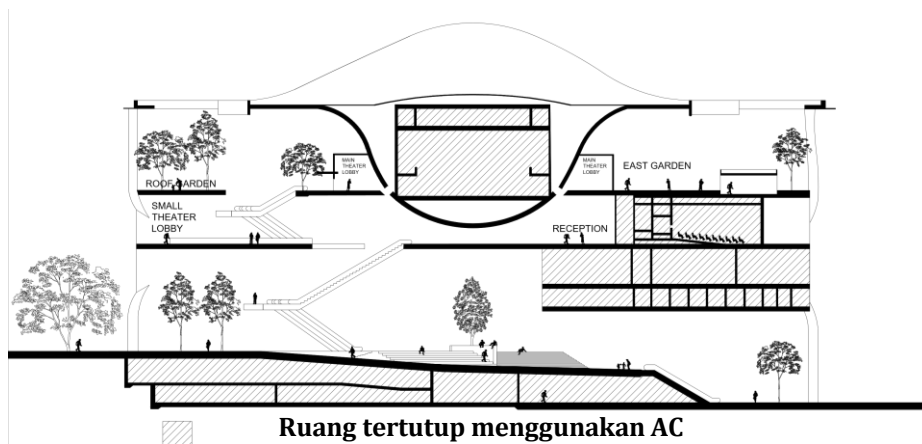 MAIN
THEATER
LOBBY
MAIN
THEATER
LOBBY
EAST GARDEN
ROOF GARDEN
SMALL
THEATER
LOBBY
RECEPTION
Ruang tertutup menggunakan AC